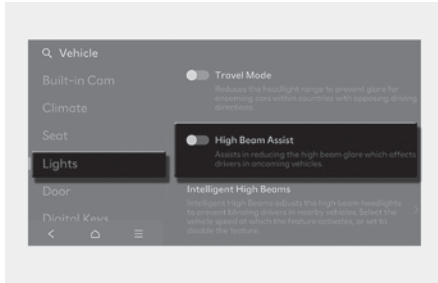 Vehicle
Built-in Cam
Climate
Seat
Lights
Door
Digital Keys
Travel Mode
Reduces the headlight range to prevent glare for
oncoming cars within countries with opposing driving
directions.
High Beam Assist
Assists in reducing the high beam glare which affects
drivers in oncoming vehicles.
Intelligent High Beams
Intelligent High Beams adjusts the high-beam headlights
to prevent blinding drivers in nearby vehicles. Select the
vehicle speed at which the feature activates, or set to
disable the feature.